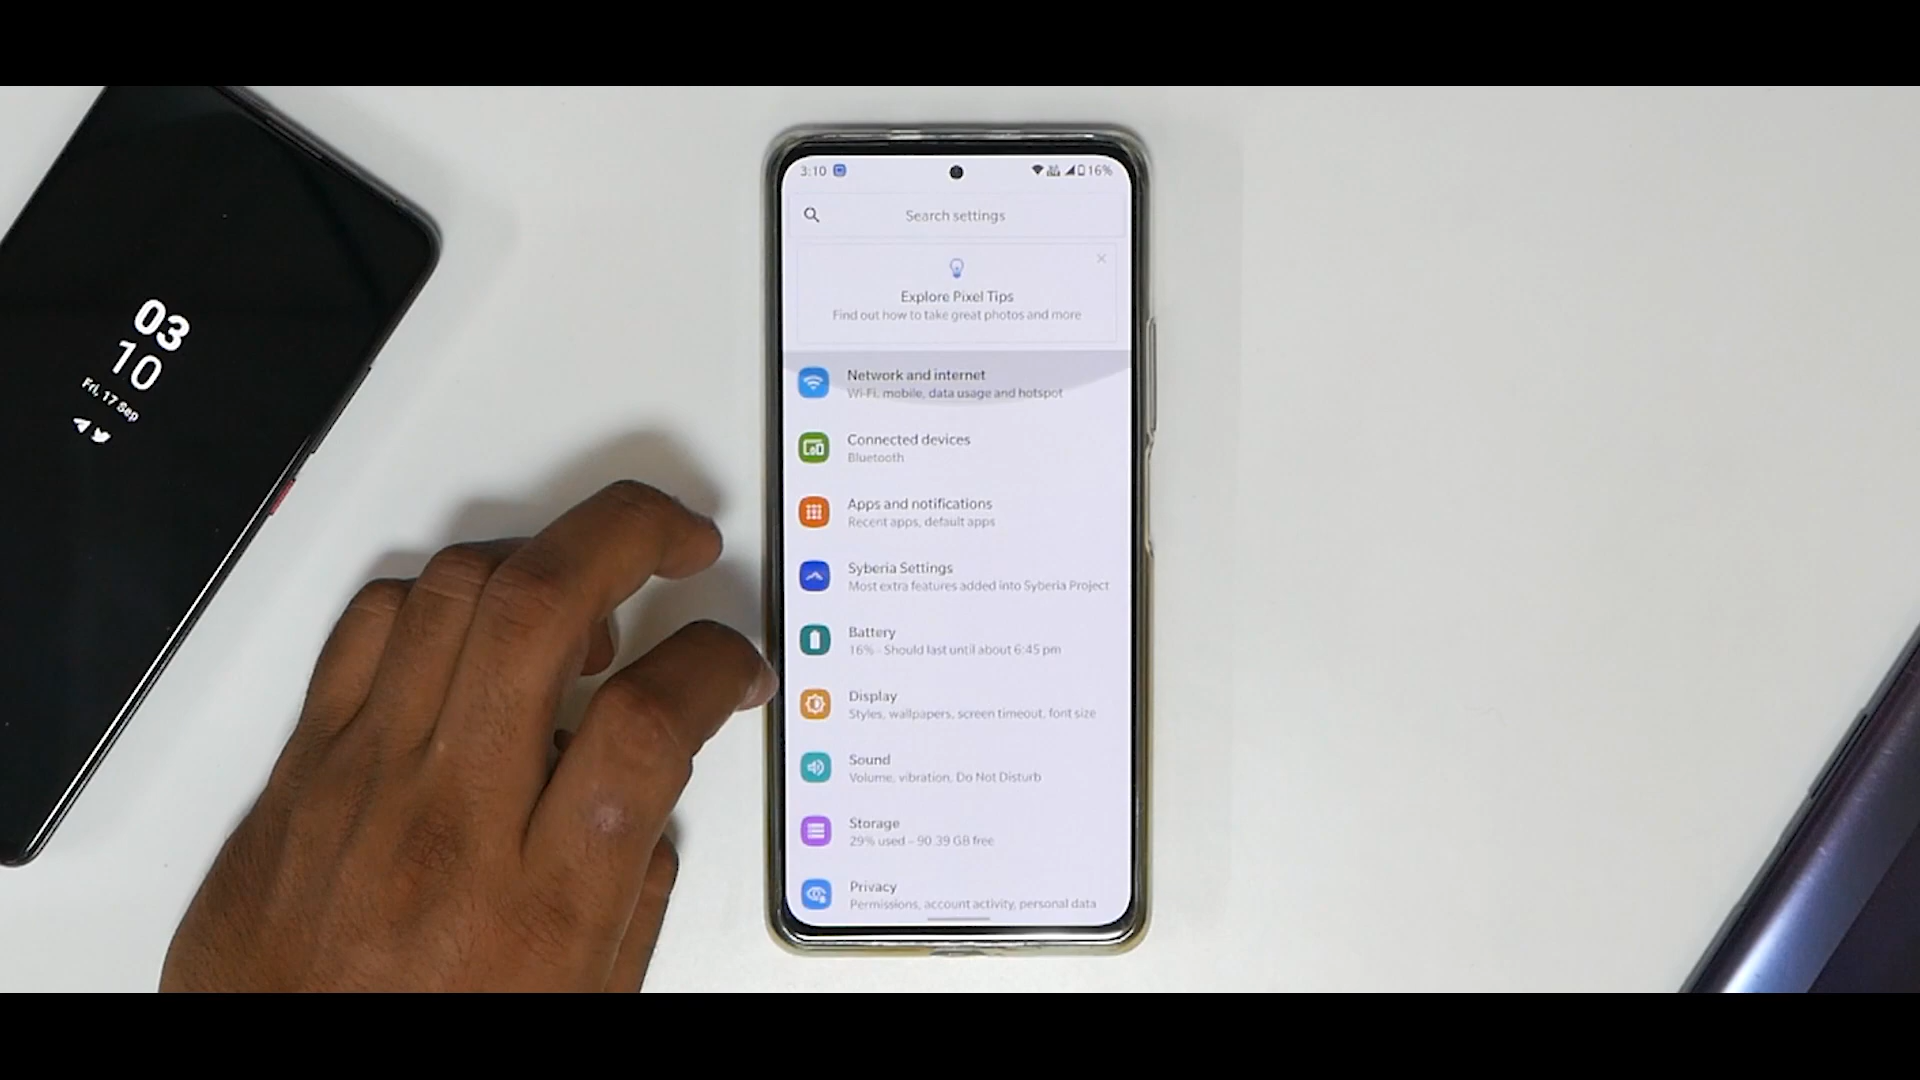 03
10
Fri, 17 Sep
3:10
16%
Search settings
Explore Pixel Tips
Find out how to take great photos and more
Network and internet
Wi-Fi, mobile, data usage and hotspot
Connected devices
Bluetooth
Apps and notifications
Recent apps, default apps
Syberia Settings
Most extra features added into Syberia Project
Battery
16% - Should last until about 6:45 pm
Display
Styles, wallpapers, screen timeout, font size
Sound
Volume, vibration, Do Not Disturb
Storage
29% used - 90.39 GB free
Privacy
Permissions, account activity, personal data